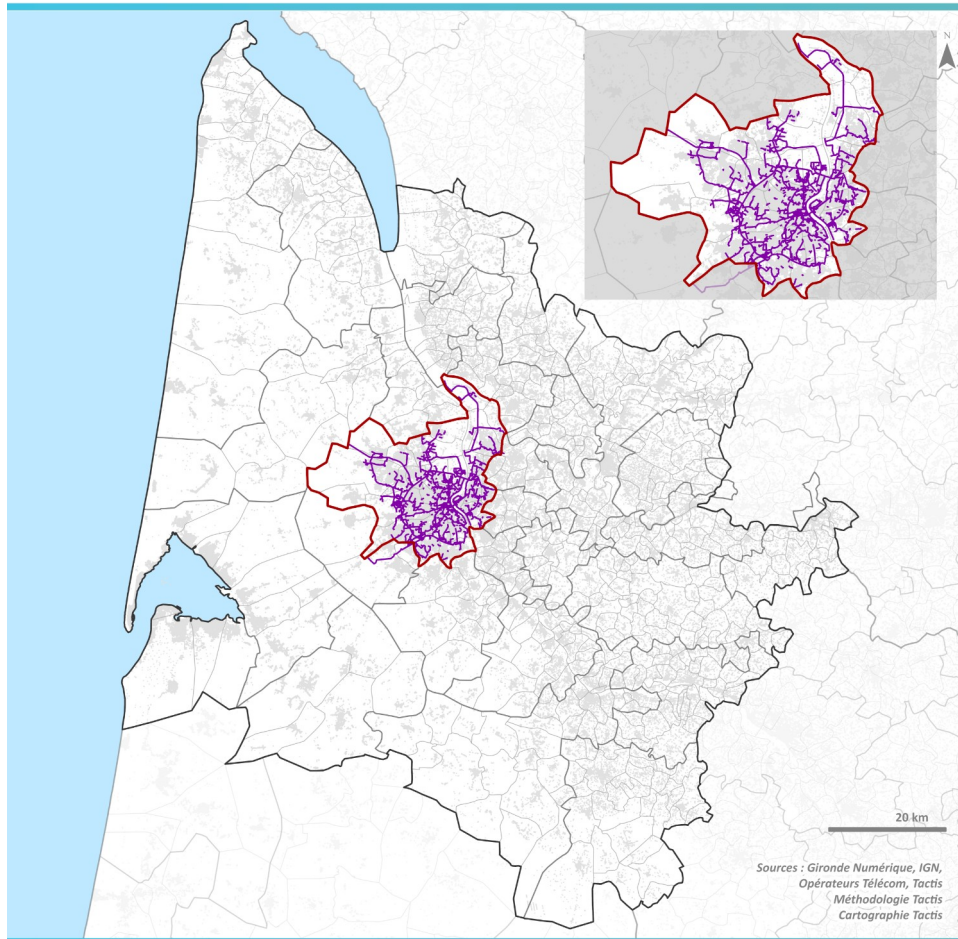 N
20 km
Sources : Gironde Numérique, IGN,
Opérateurs Télécom, Tactis
Méthodologie Tactis
Cartographie Tactis